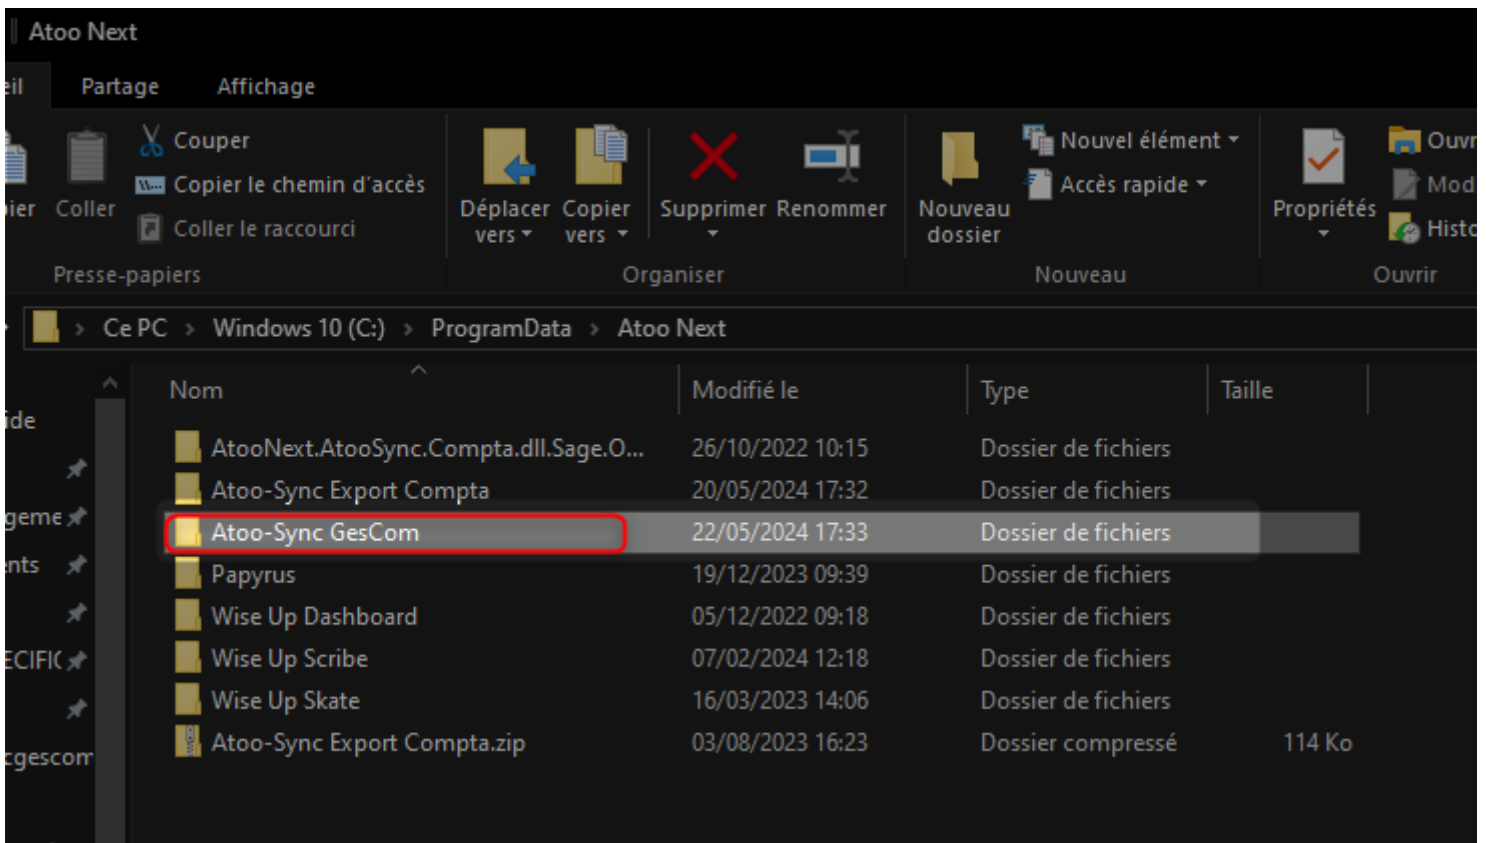 Atoo Next
Partage Affichage
Couper
Copier le chemin d'accès
Coller
Coller le raccourci
Déplacer vers
Copier vers
Supprimer
Renommer
Nouveau dossier
Nouvel élément
Accès rapide
Propriétés
Presse-papiers Organiser Nouveau Ouvrir
Ce PC > Windows 10 (C:) > ProgramData > Atoo Next
Nom Modifié le Type Taille
AtooNext.AtooSync.Compta.dll.Sage.O... 26/10/2022 10:15 Dossier de fichiers
Atoo-Sync Export Compta 20/05/2024 17:32 Dossier de fichiers
Atoo-Sync GesCom 22/05/2024 17:33 Dossier de fichiers
Papyrus 19/12/2023 09:39 Dossier de fichiers
Wise Up Dashboard 05/12/2022 09:18 Dossier de fichiers
Wise Up Scribe 07/02/2024 12:18 Dossier de fichiers
Wise Up Skate 16/03/2023 14:06 Dossier de fichiers
Atoo-Sync Export Compta.zip 03/08/2023 16:23 Dossier compressé 114 Ko